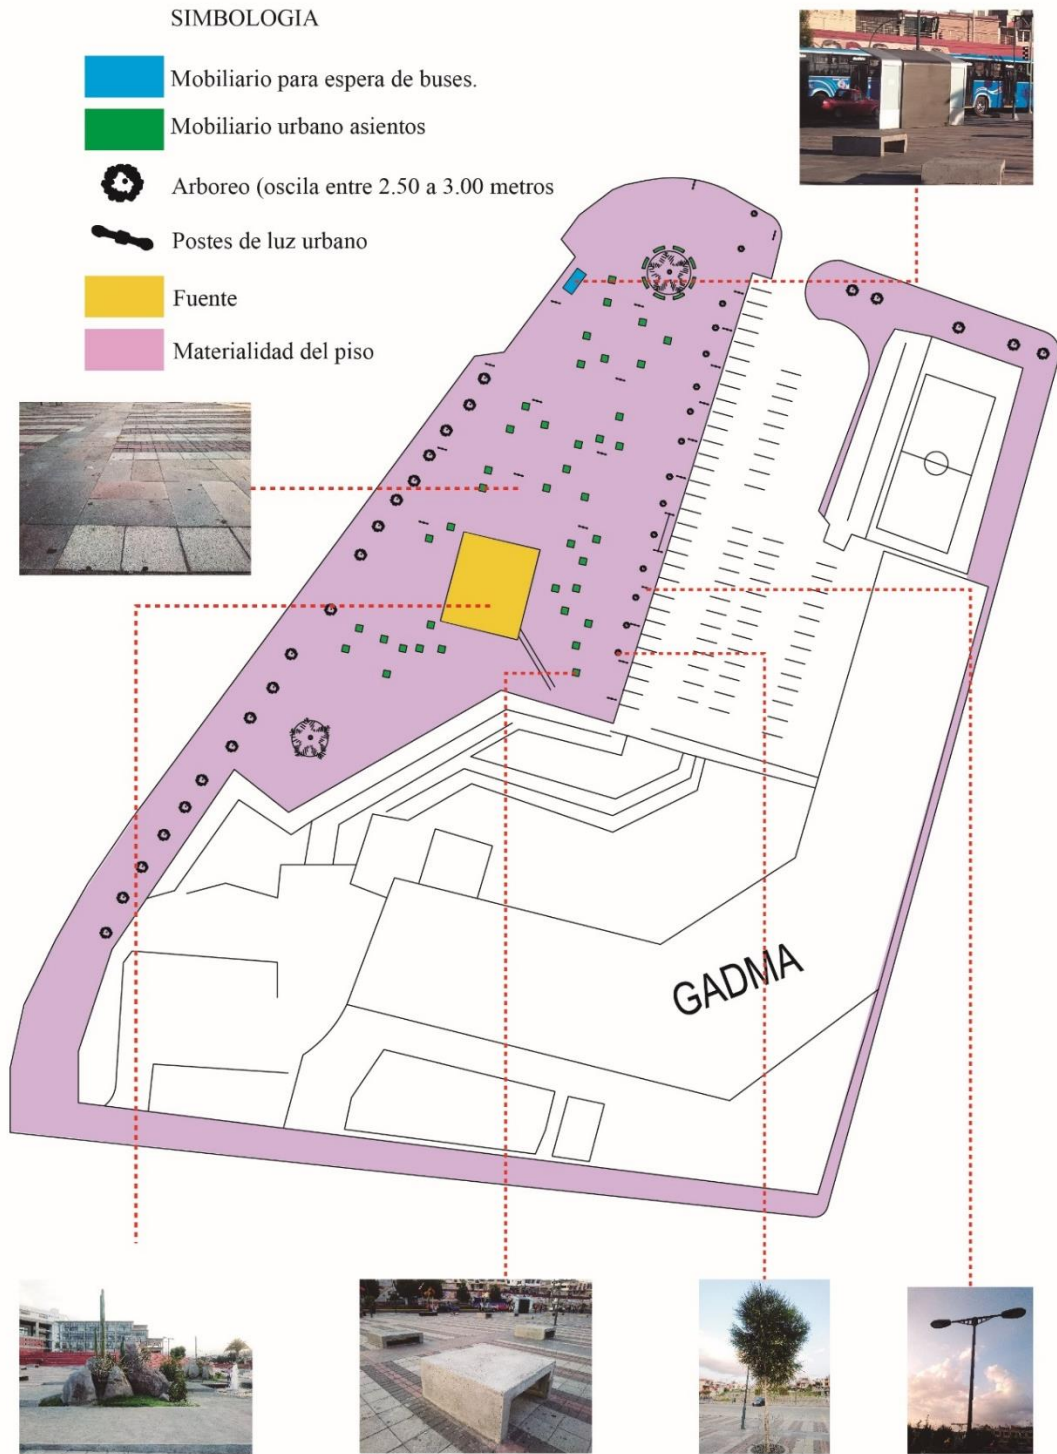 SIMBOLOGIA
Mobiliario para espera de buses.
Mobiliario urbano asientos
Arboreo (oscila entre 2.50 a 3.00 metros
Postes de luz urbano
Fuente
Materialidad del piso
GADMA